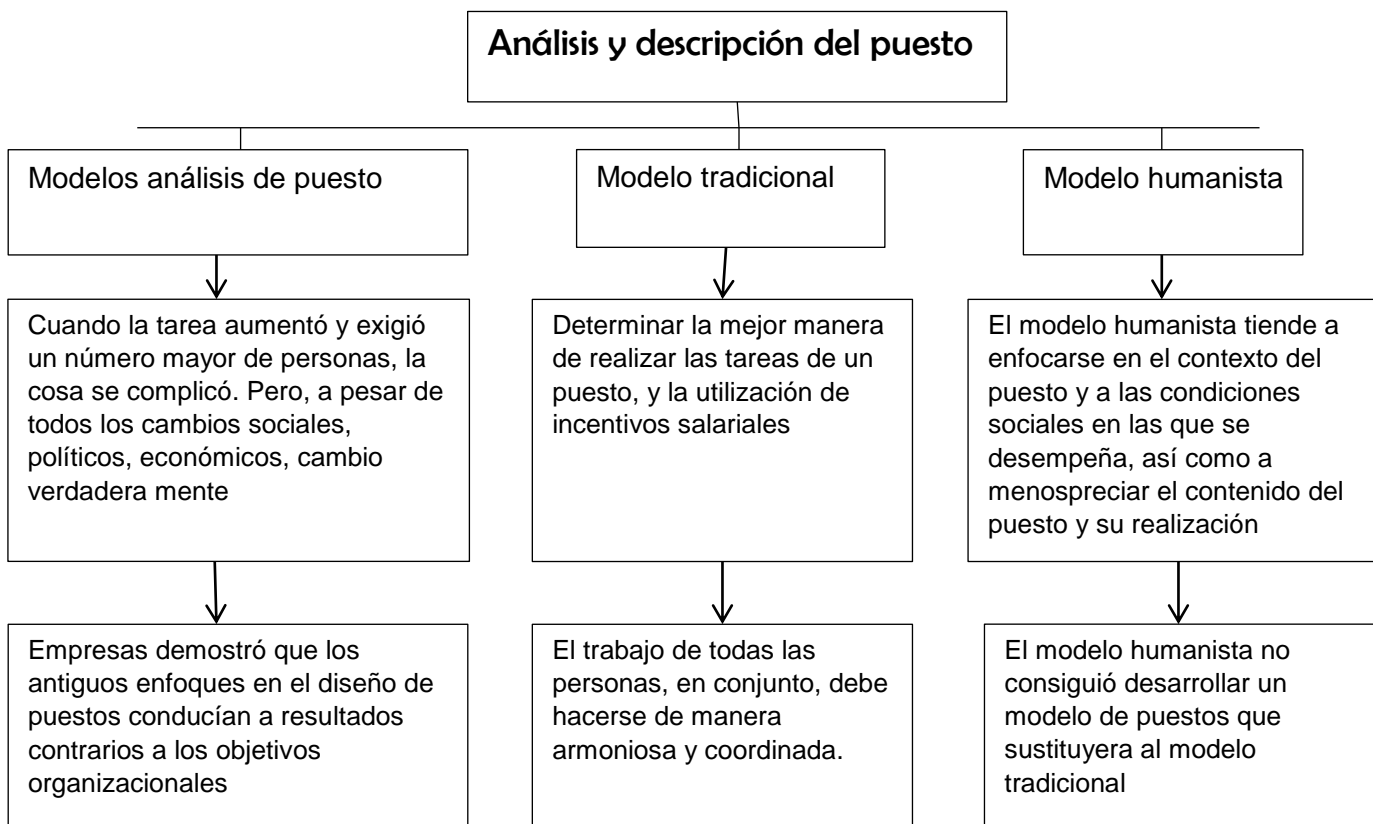 Análisis y descripción del puesto
Modelos análisis de puesto
Modelo tradicional
Modelo humanista
Cuando la tarea aumentó y exigió
un número mayor de personas, la
cosa se complicó. Pero, a pesar de
todos los cambios sociales,
políticos, económicos, cambio
verdadera mente
Determinar la mejor manera
de realizar las tareas de un
puesto, y la utilización de
incentivos salariales
El modelo humanista tiende a
enfocarse en el contexto del
puesto y a las condiciones
sociales en las que se
desempeña, así como a
menospreciar el contenido del
puesto y su realización
Empresas demostró que los
antiguos enfoques en el diseño de
puestos conducían a resultados
contrarios a los objetivos
organizacionales
El trabajo de todas las
personas, en conjunto, debe
hacerse de manera
armoniosa y coordinada.
El modelo humanista no
consiguió desarrollar un
modelo de puestos que
sustituyera al modelo
tradicional